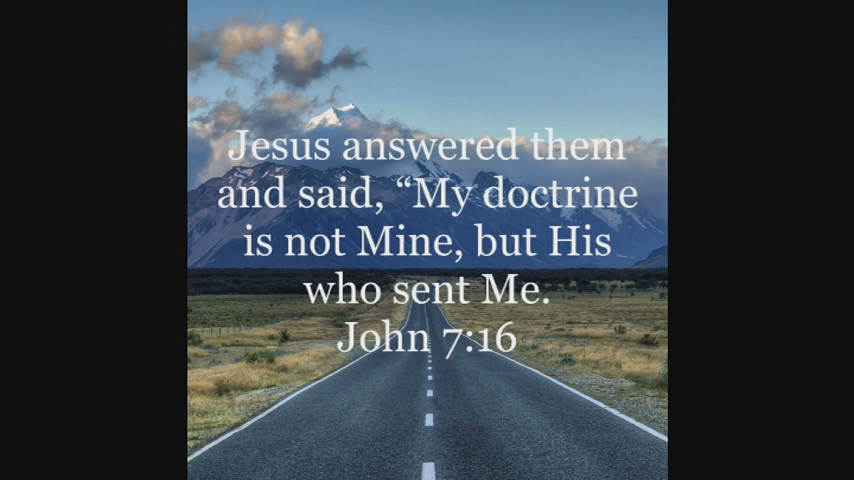 Jesus answered them
and said, “My doctrine
is not Mine, but His
who sent Me.
John 7:16